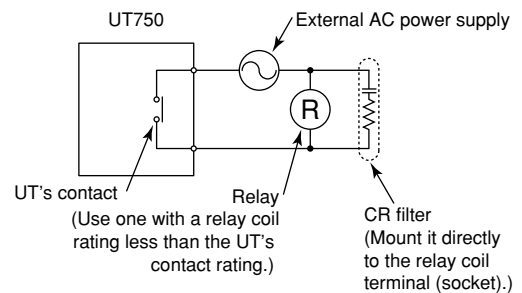 UT750
External AC power supply
R
UT's contact
Relay
(Use one with a relay coil
rating less than the UT's
contact rating.)
CR filter
(Mount it directly
to the relay coil
terminal (socket).)